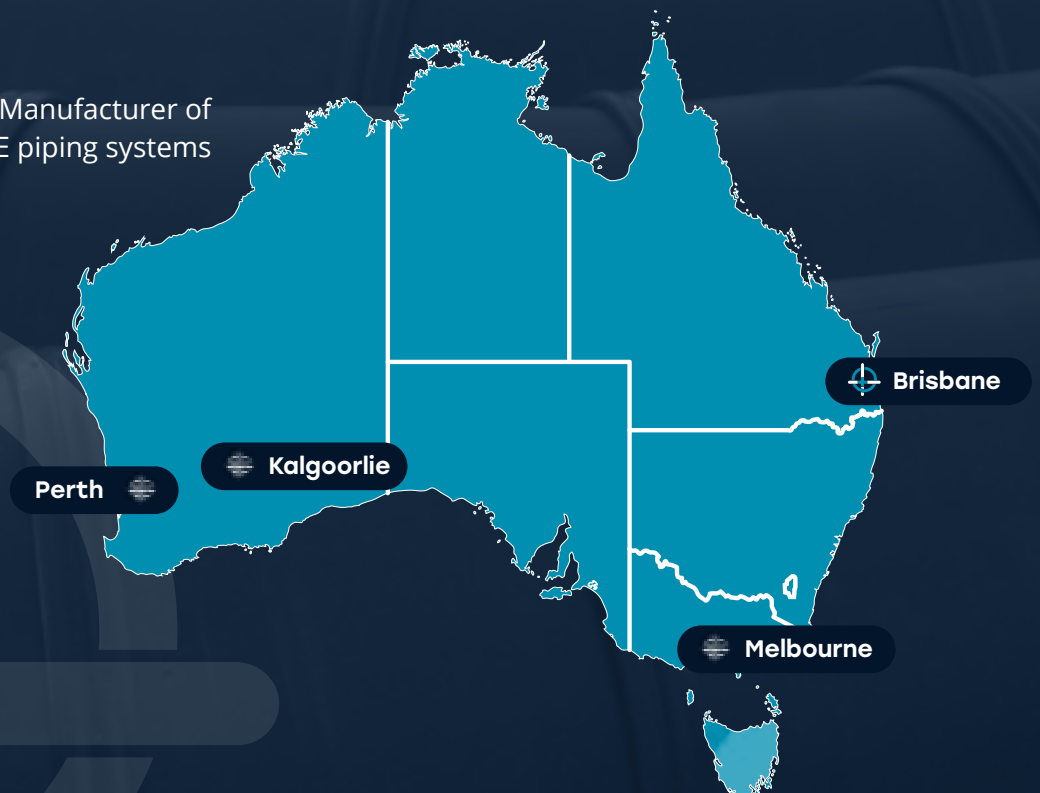 Manufacturer of
piping systems
Brisbane
Kalgoorlie
Perth
Melbourne